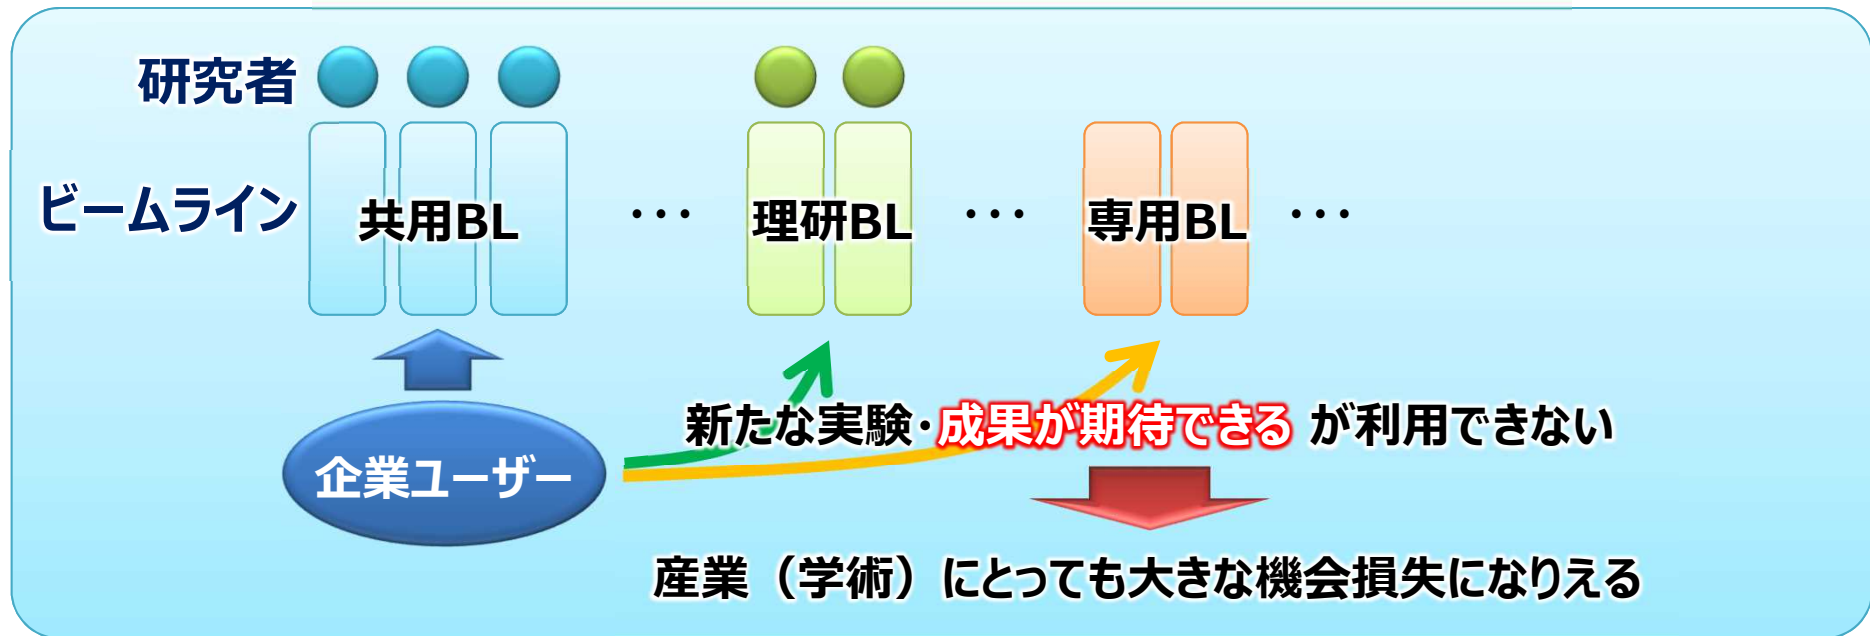 研究者
ビームライン
共用BL
･･･
理研BL
･･･
専用BL
･･･
企業ユーザー
新たな実験・成果が期待できる が利用できない
産業（学術）にとっても大きな機会損失になりえる